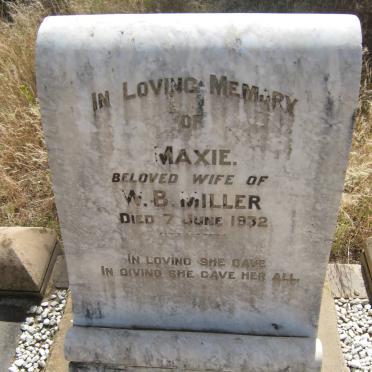 IN LOVING MEMORY
OF
MAXIE.
BELOVED WIFE OF
W. B. MILLER
DIED 7 JUNE 1932
IN LOVING SHE GAVE
IN GIVING SHE GAVE HER ALL.